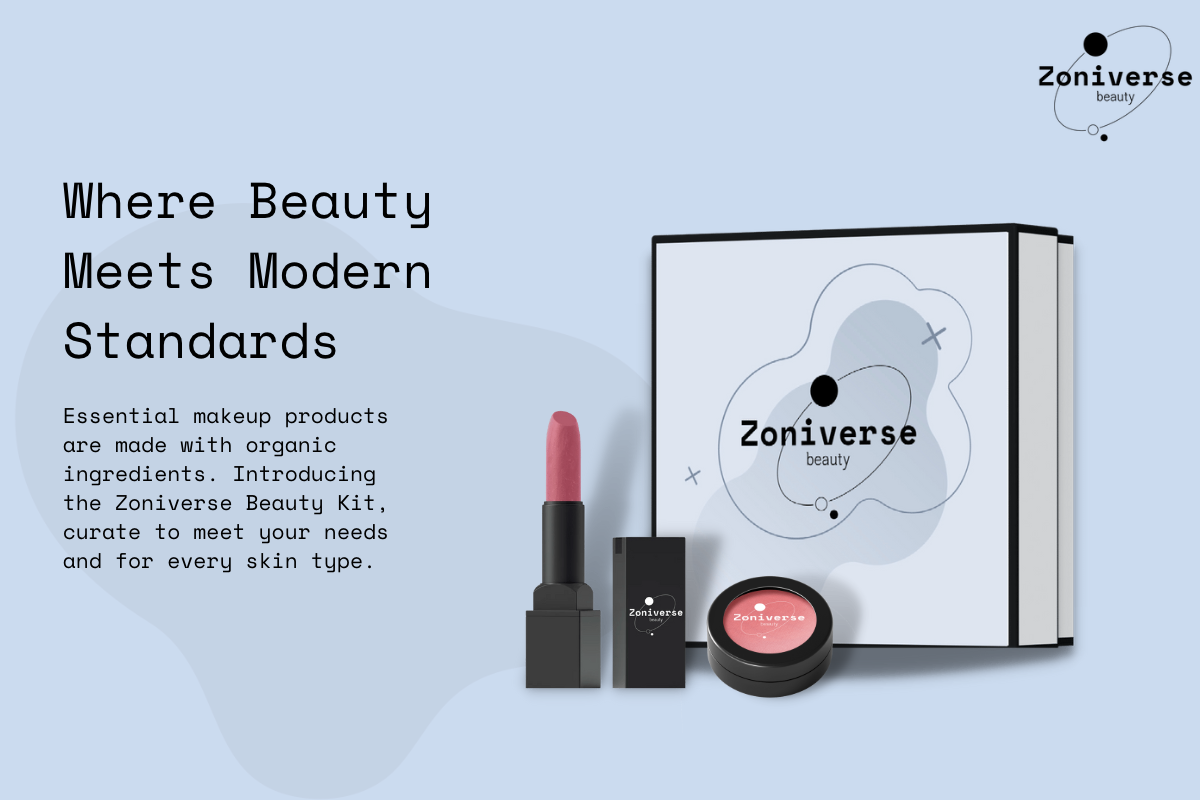 Zoniverse
beauty
Where Beauty
Meets Modern
Standards
Essential makeup products
are made with organic
ingredients. Introducing
the Zoniverse Beauty Kit,
curate to meet your needs
and for every skin type.
Zoniverse
beauty
Zoniverse
beauty
Zoniverse
beauty